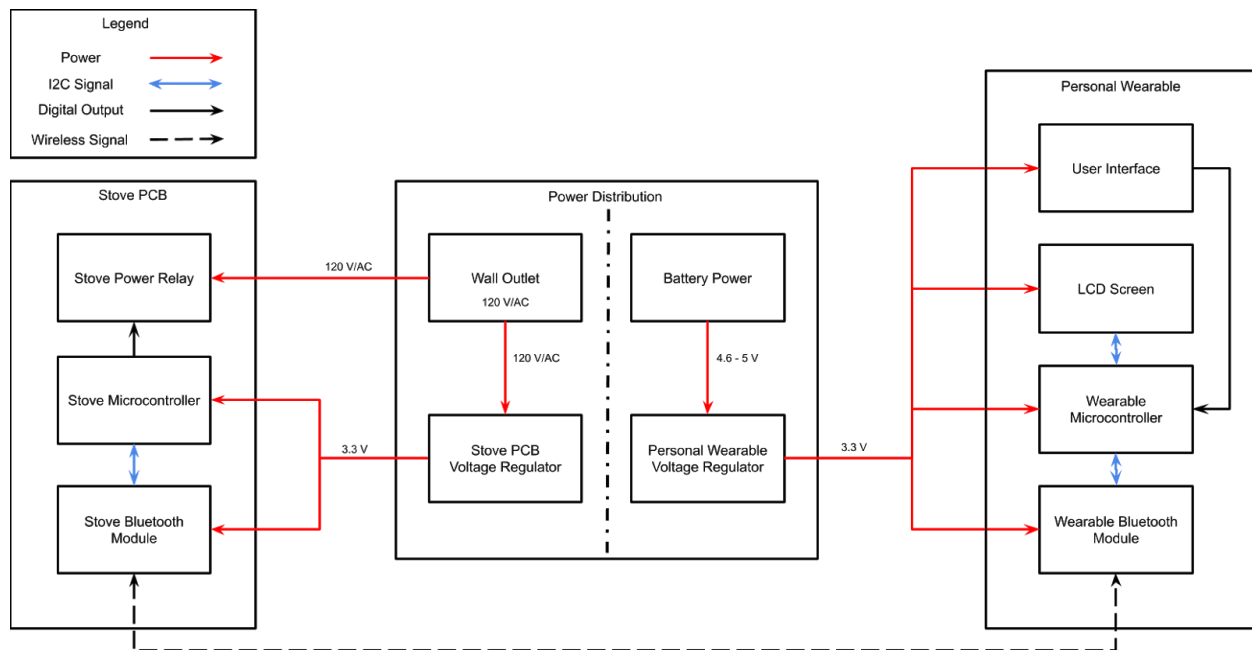 Legend
Power
I2C Signal
Digital Output
Wireless Signal
Stove PCB
Stove Power Relay
Stove Microcontroller
Stove Bluetooth
Module
120 V/AC
3.3 V
Power Distribution
Wall Outlet
120 V/AC
120 V/AC
Stove PCB
Voltage Regulator
Battery Power
4.6 - 5 V
Personal Wearable
Voltage Regulator
3.3 V
Personal Wearable
User Interface
LCD Screen
Wearable
Microcontroller
Wearable Bluetooth
Module